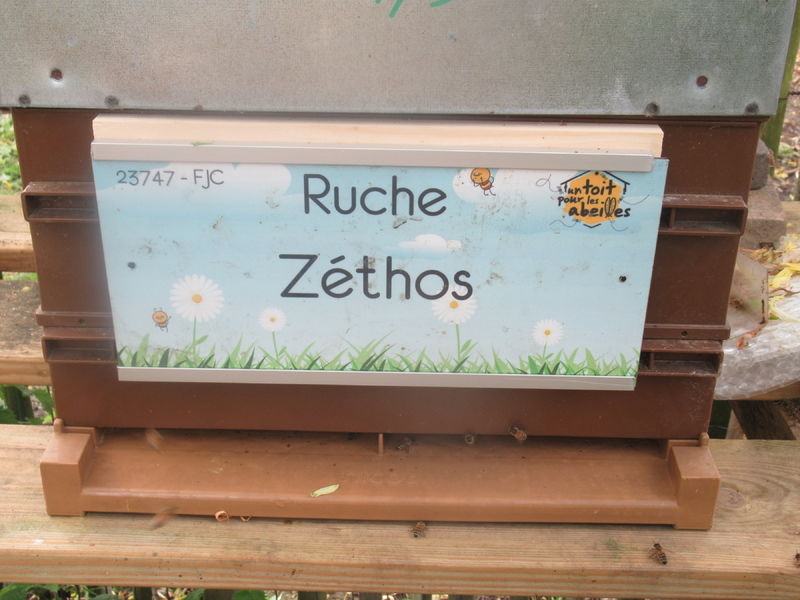 23747 - FJC
Ruche
Zéthos
un toit
pour les
abeilles